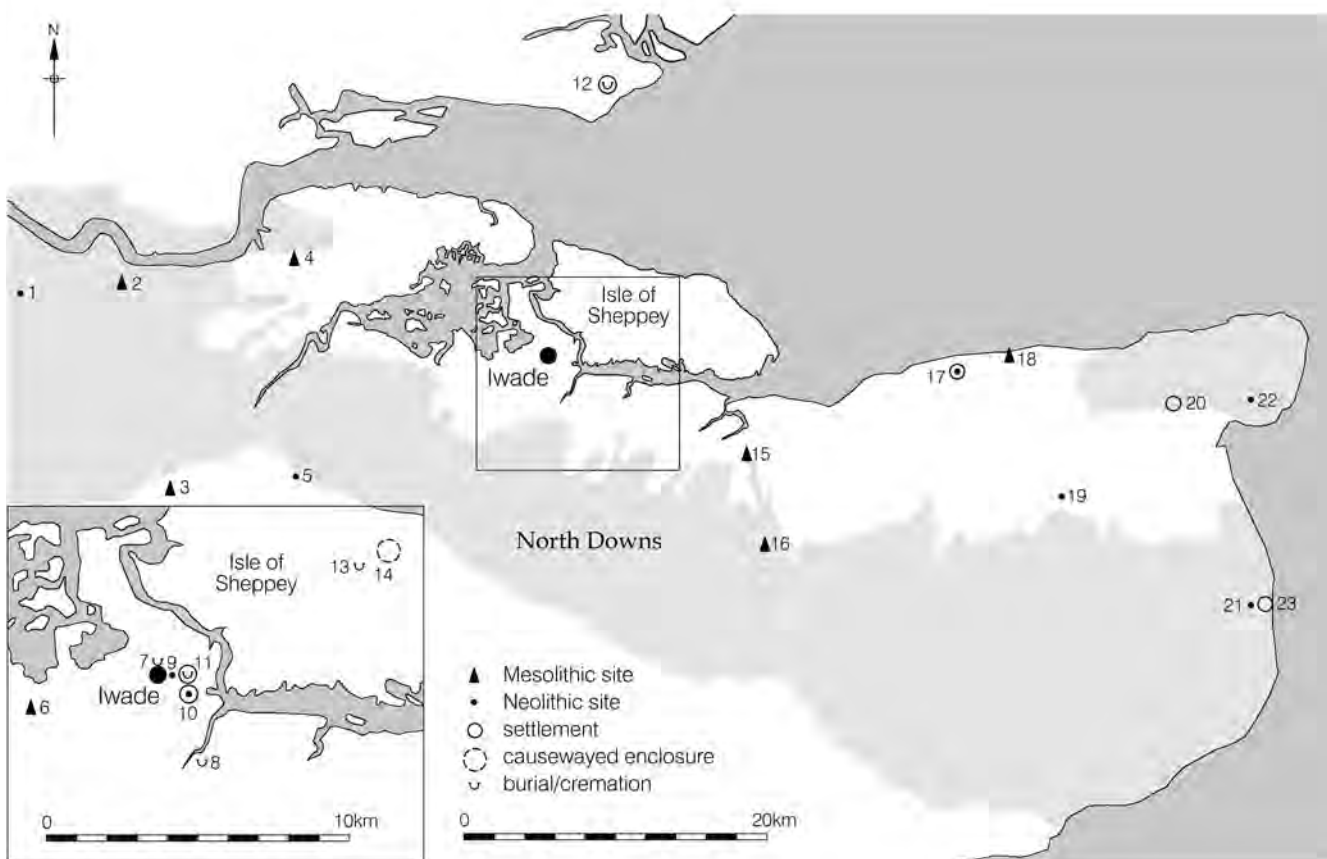 N
12
4
2
1
Isle of
Sheppey
Iwade
18
17
20
22
15
3
5
19
16
North Downs
21
23
Isle of
Sheppey
13
14
7
9
11
Iwade
10
6
8
0
10km
Mesolithic site
Neolithic site
settlement
causewayed enclosure
burial/cremation
0
20km